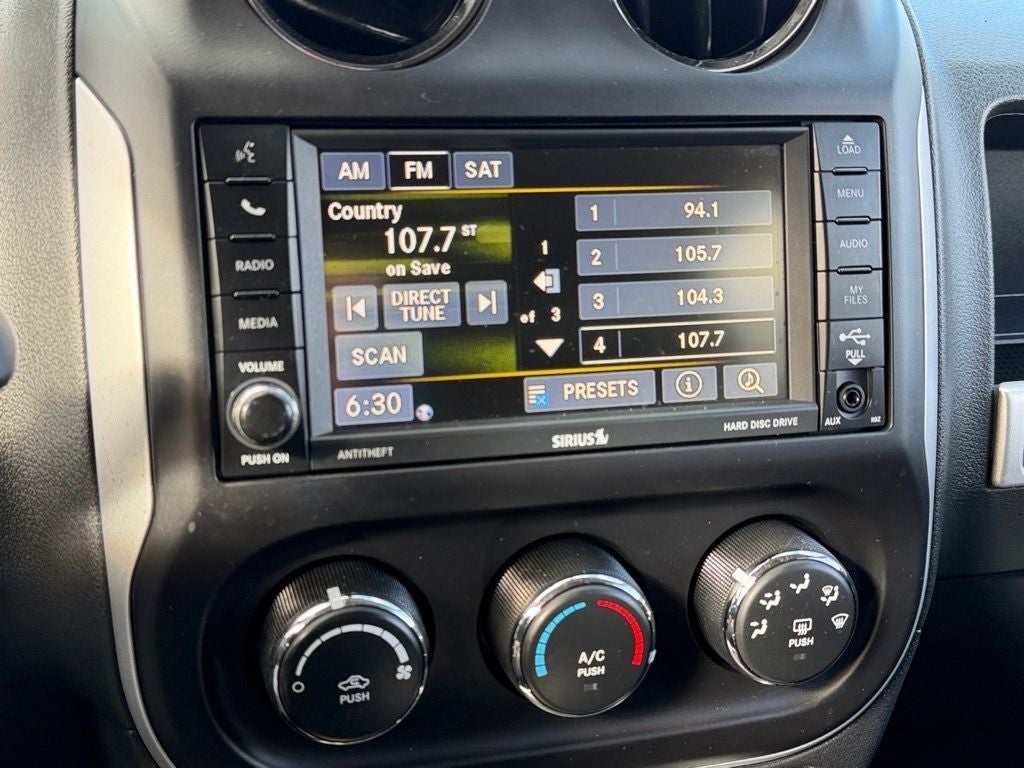 AM FM SAT
Country
107.7 ST
on Save
DIRECT
TUNE
SCAN
6:30
1
of 3
1 94.1
2 105.7
3 104.3
4 107.7
PRESETS
RADIO
MEDIA
VOLUME
PUSH ON
ANTITHEFT
SIRIUS
HARD DISC DRIVE
LOAD
MENU
AUDIO
MY
FILES
PULL
AUX RBZ
PUSH
A/C
PUSH
PUSH